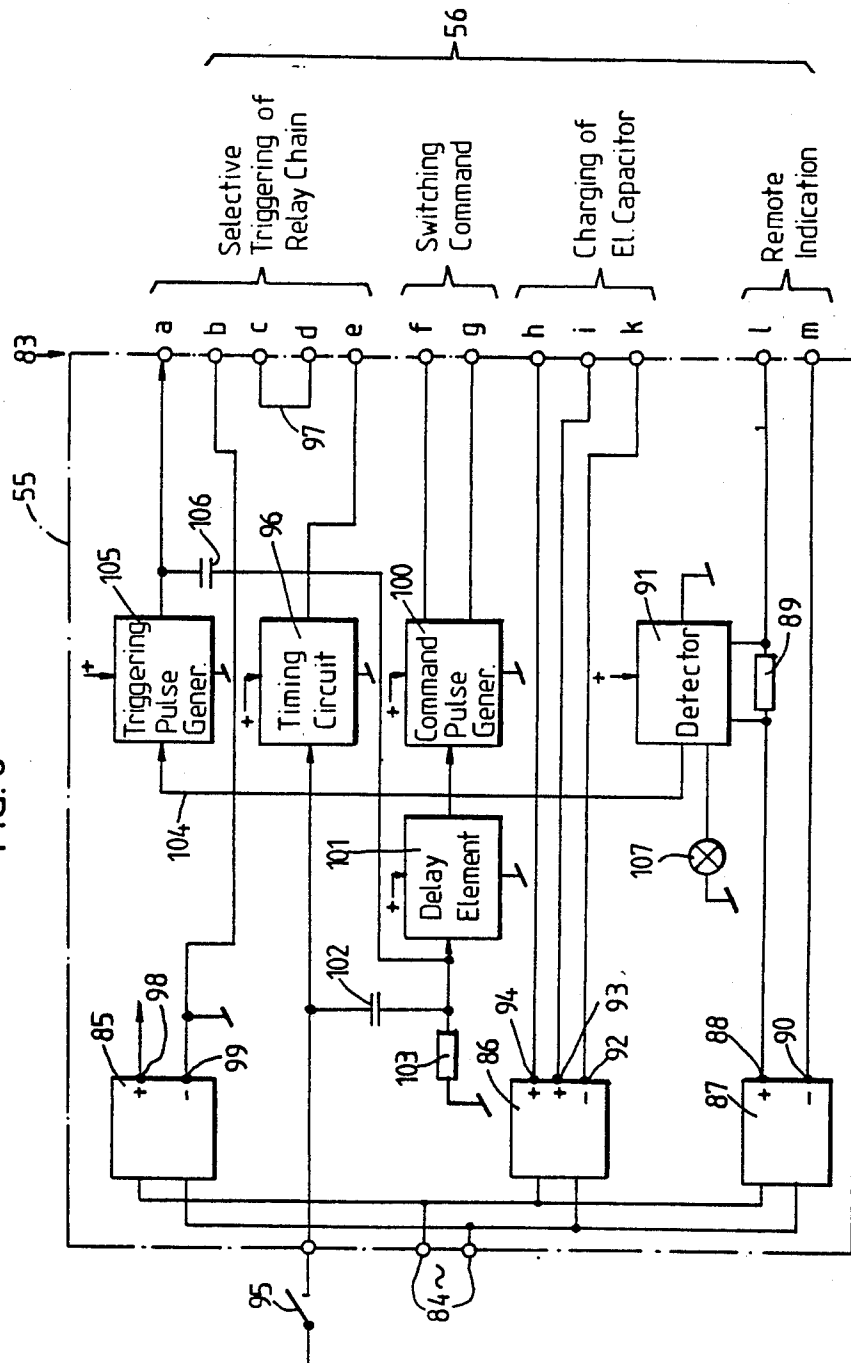 83
55
56
Selective
Triggering of
Relay Chain
Switching
Command
Charging of
El. Capacitor
Remote
Indication
a
b
c
d
e
f
g
h
i
k
l
m
97
105
106
+
Triggering
Pulse
Gener.
96
+
Timing
Circuit
100
+
Command
Pulse
Gener.
91
+
Detector
89
104
101
+
Delay
Element
107
102
103
85
+
-
98
99
94
93
92
86
+
+
-
88
90
87
+
-
95
84~